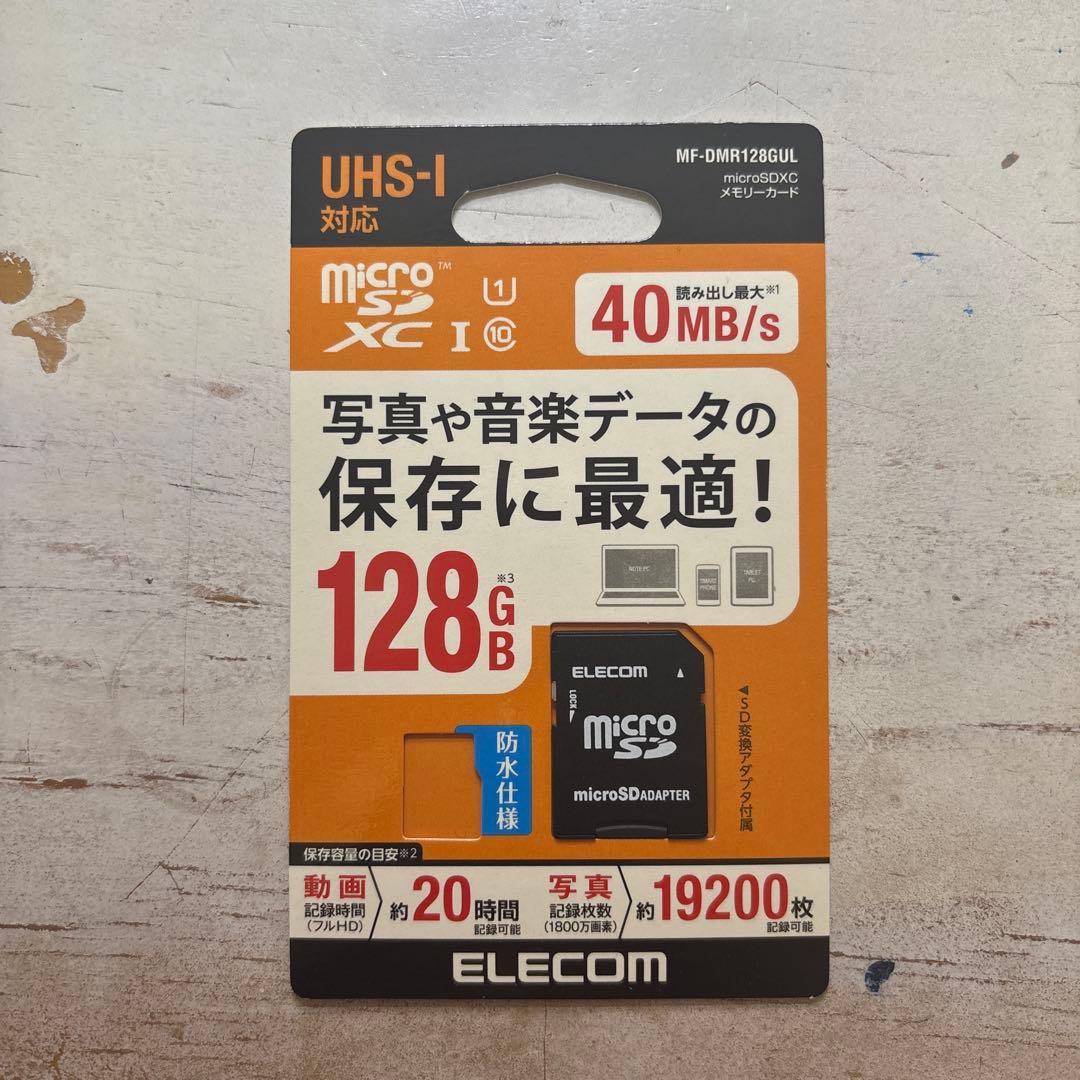 UHS-I
対応
MF-DMR128GUL
microSDXC
メモリーカード
micro™
SD
XC I
1
10
読み出し最大※1
40MB/s
写真や音楽データの
保存に最適!
128GB※3
NOTE PC
SMART
PHONE
TABLET
PC
ELECOM
LOCK
micro
SD
microSD ADAPTER
◀SD変換アダプタ付属
防水仕様
保存容量の目安※2
動画
記録時間
(フルHD)
約20時間
記録可能
写真
記録枚数
(1800万画素)
約19200枚
記録可能
ELECOM